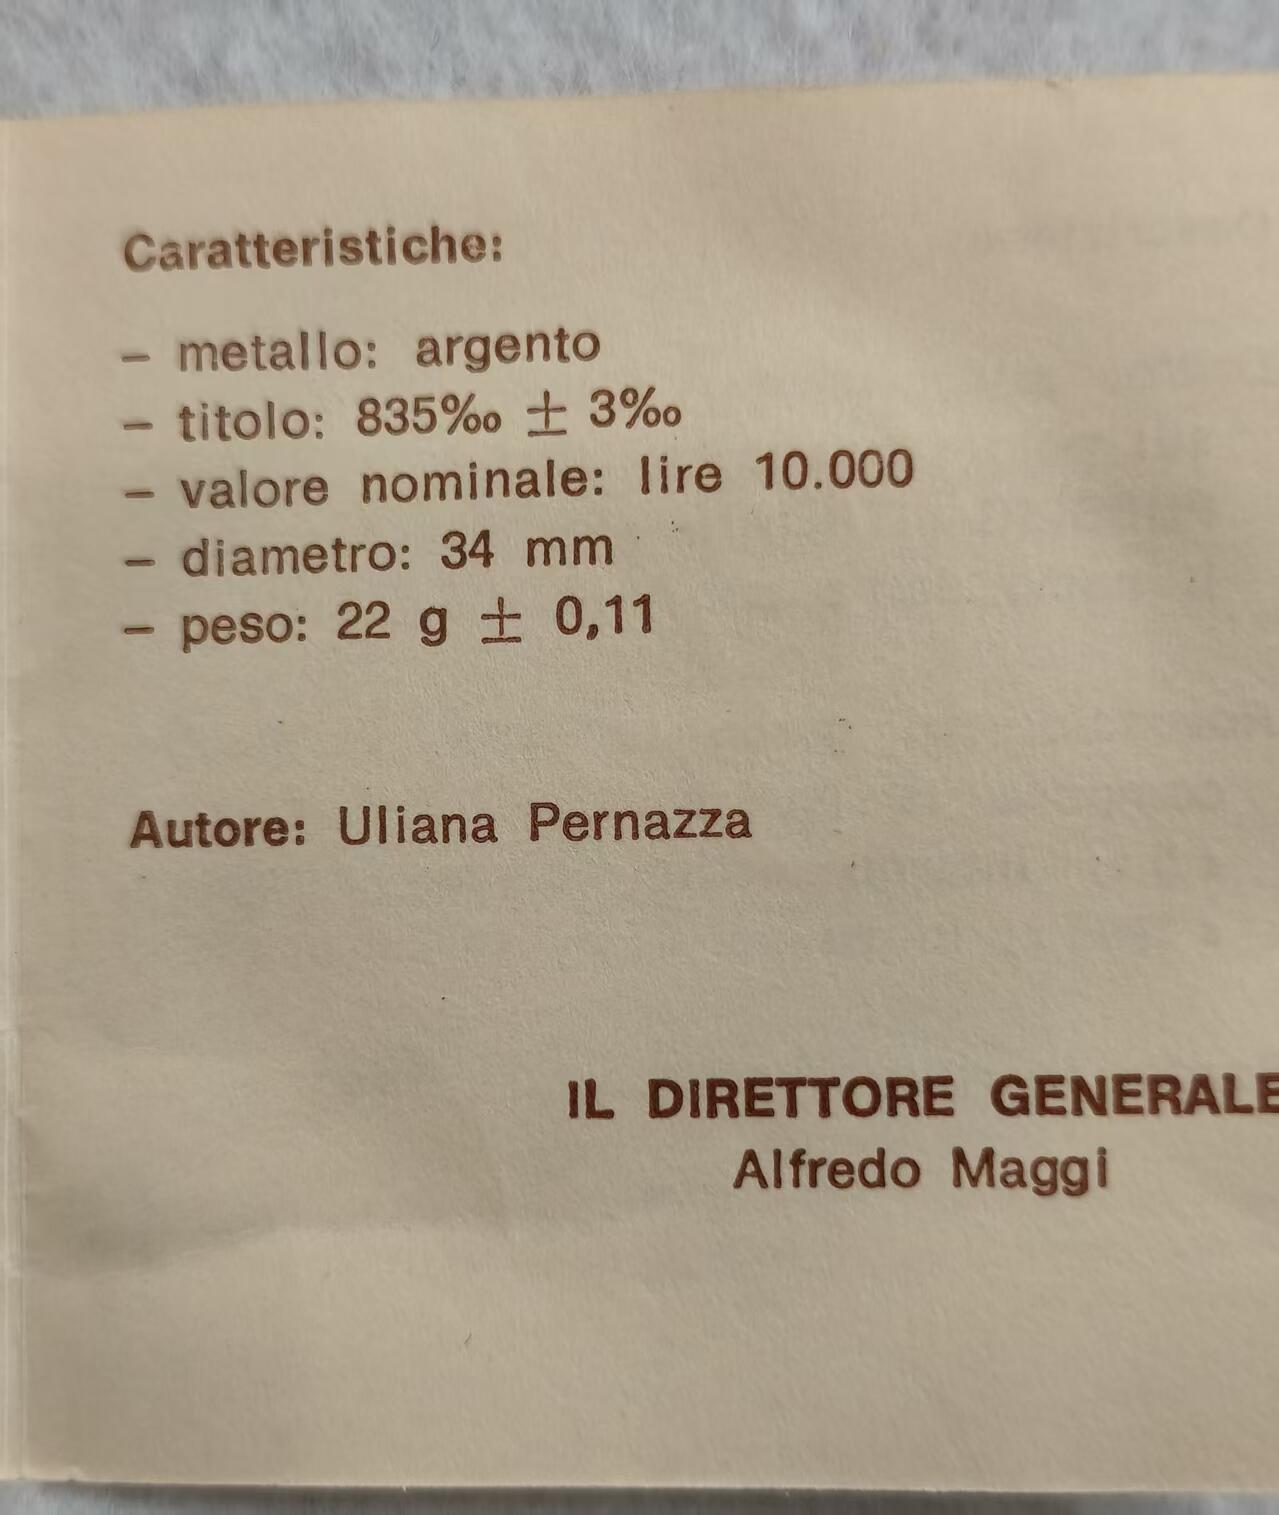 Caratteristiche:
– metallo: argento
– titolo: 835‰ ± 3‰
– valore nominale: lire 10.000
– diametro: 34 mm
– peso: 22 g ± 0,11
Autore: Uliana Pernazza
IL DIRETTORE GENERALE
Alfredo Maggi